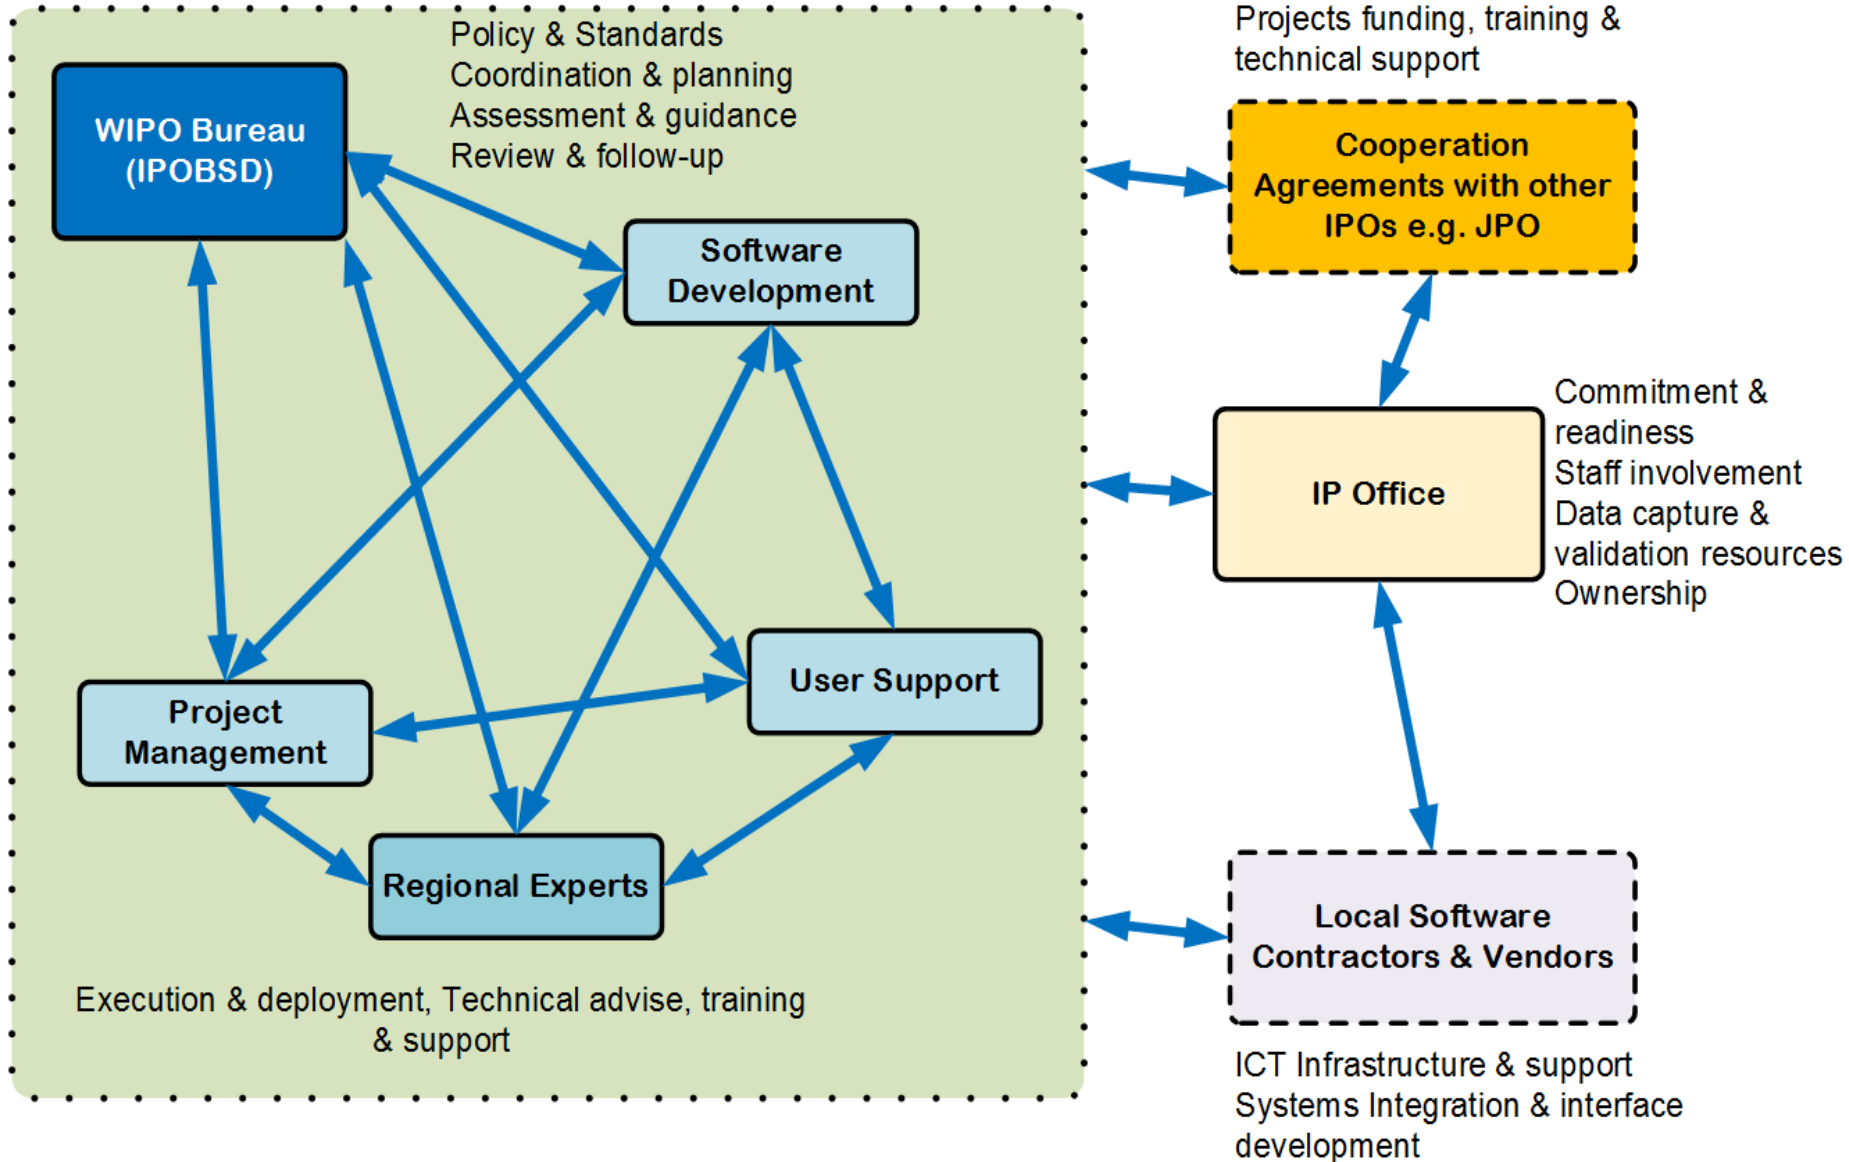 Policy & Standards
Coordination & planning
Assessment & guidance
Review & follow-up
WIPO Bureau
(IPOBSD)
Software
Development
User Support
Project
Management
Regional Experts
Execution & deployment, Technical advise, training
& support
Projects funding, training &
technical support
Cooperation
Agreements with other
IPOs e.g. JPO
IP Office
Commitment &
readiness
Staff involvement
Data capture &
validation resources
Ownership
Local Software
Contractors & Vendors
ICT Infrastructure & support
Systems Integration & interface
development